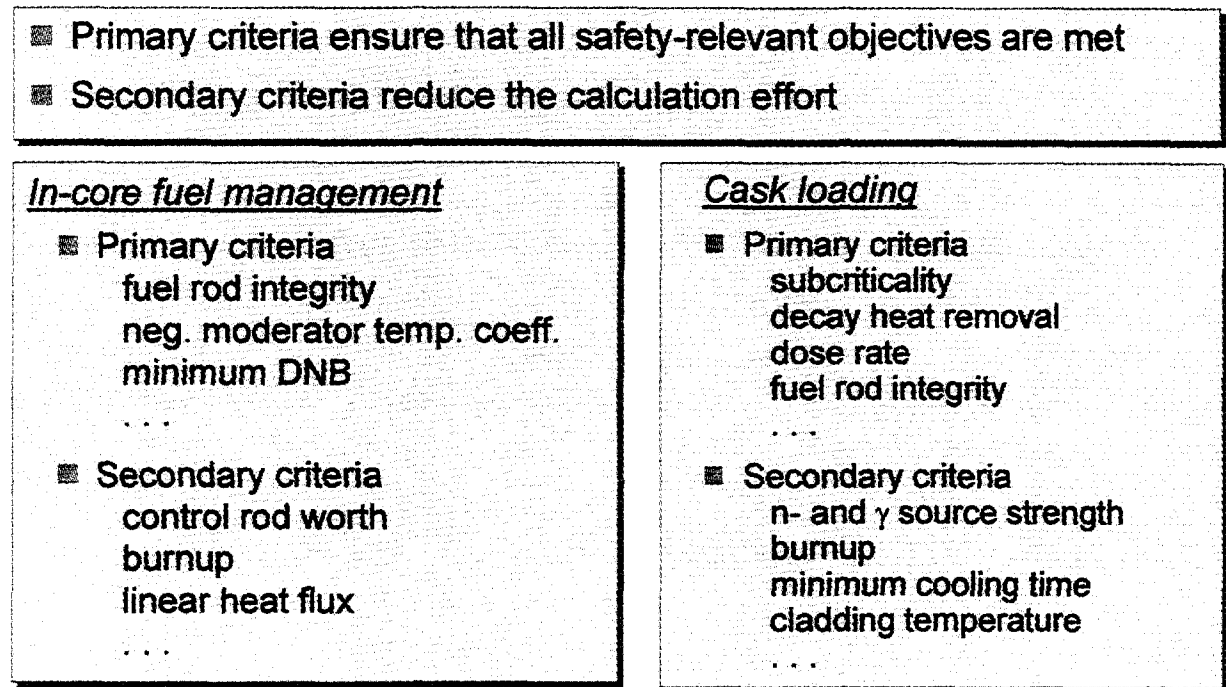 Primary criteria ensure that all safety-relevant objectives are met
Secondary criteria reduce the calculation effort
In-core fuel management
Primary criteria
fuel rod integrity
neg. moderator temp. coeff.
minimum DNB
. . .
Secondary criteria
control rod worth
burnup
linear heat flux
. . .
Cask loading
Primary criteria
subcriticality
decay heat removal
dose rate
fuel rod integrity
. . .
Secondary criteria
n- and γ source strength
burnup
minimum cooling time
cladding temperature
. . .